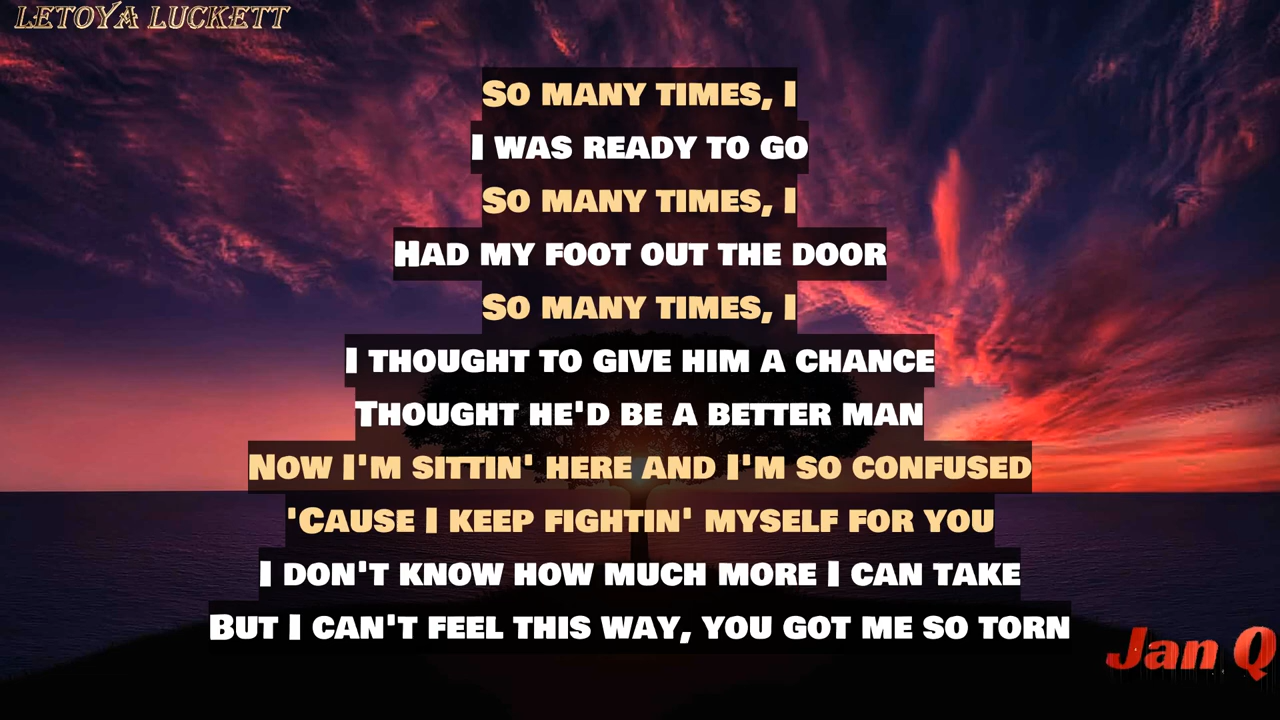 LETOYA LUCKETT
SO MANY TIMES, I
I WAS READY TO GO
SO MANY TIMES, I
HAD MY FOOT OUT THE DOOR
SO MANY TIMES, I
I THOUGHT TO GIVE HIM A CHANCE
THOUGHT HE'D BE A BETTER MAN
NOW I'M SITTIN' HERE AND I'M SO CONFUSED
'CAUSE I KEEP FIGHTIN' MYSELF FOR YOU
I DON'T KNOW HOW MUCH MORE I CAN TAKE
BUT I CAN'T FEEL THIS WAY, YOU GOT ME SO TORN
Jan Q